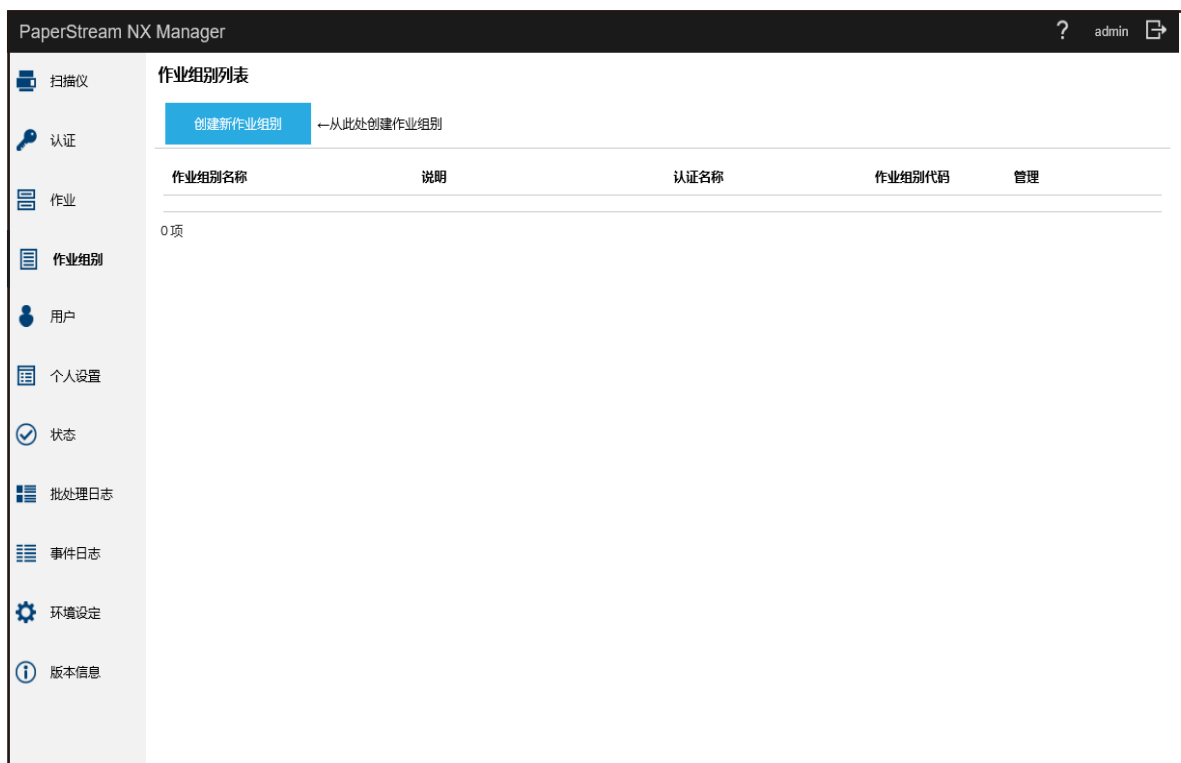 PaperStream NX Manager
? admin
扫描仪
认证
作业
作业组别
用户
个人设置
状态
批处理日志
事件日志
环境设定
版本信息
作业组别列表
创建新作业组别 ←从此处创建作业组别
作业组别名称 说明 认证名称 作业组别代码 管理
0项